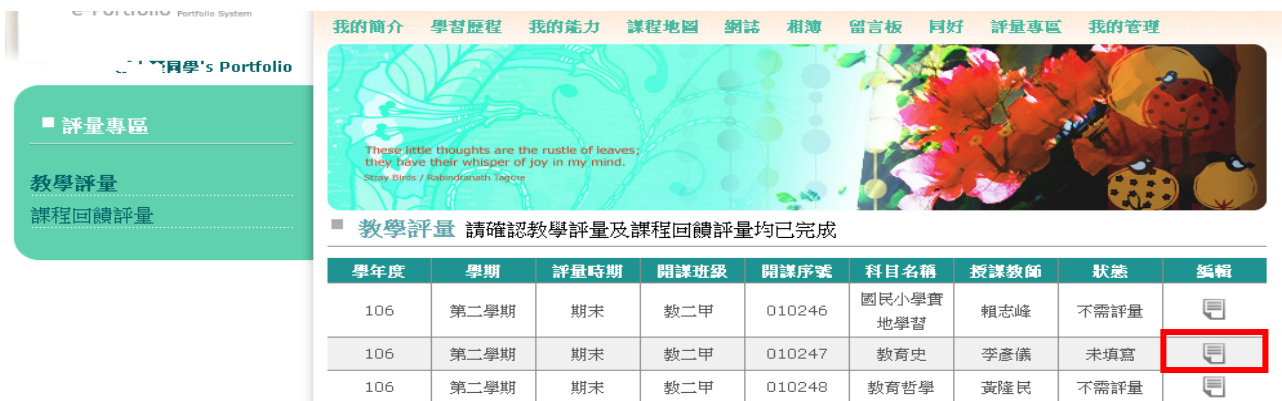 e-Portfolio Portfolio System
我的簡介 學習歷程 我的能力 課程地圖 網誌 相簿 留言板 同好 評量專區 我的管理
同學's Portfolio
評量專區
教學評量
課程回饋評量
These little thoughts are the rustle of leaves;
they have their whisper of joy in my mind.
Stray Birds / Rabindranath Tagore
教學評量 請確認教學評量及課程回饋評量均已完成
學年度 學期 評量時期 開課班級 開課序號 科目名稱 授課教師 狀態 編輯
106 第二學期 期末 教二甲 010246 國民小學實地學習 賴志峰 不需評量
106 第二學期 期末 教二甲 010247 教育史 李彥儀 未填寫
106 第二學期 期末 教二甲 010248 教育哲學 黃隆民 不需評量